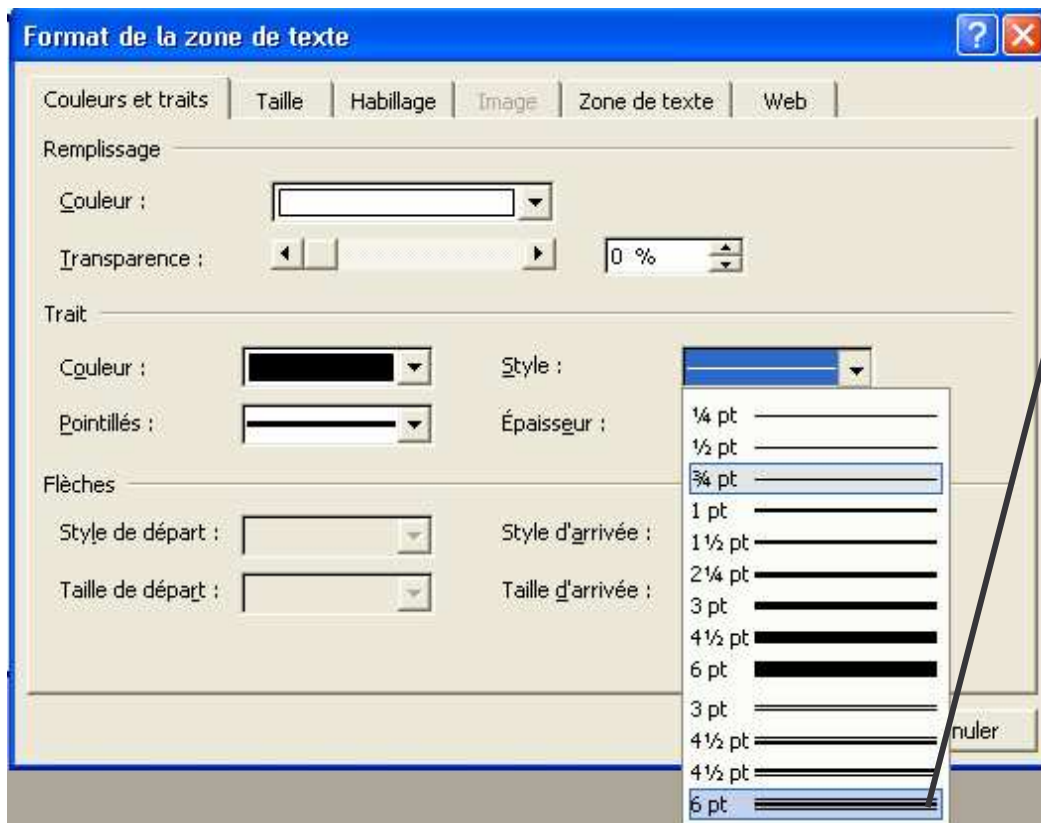 Format de la zone de texte
Couleurs et traits Taille Habillage Image Zone de texte Web
Remplissage
Couleur :
Transparence : 0 %
Trait
Couleur : Style :
Pointillés : Épaisseur :
¼ pt
½ pt
¾ pt
1 pt
1½ pt
2¼ pt
3 pt
4½ pt
6 pt
3 pt
4½ pt
4½ pt
6 pt
Flèches
Style de départ : Style d'arrivée :
Taille de départ : Taille d'arrivée :
nuler